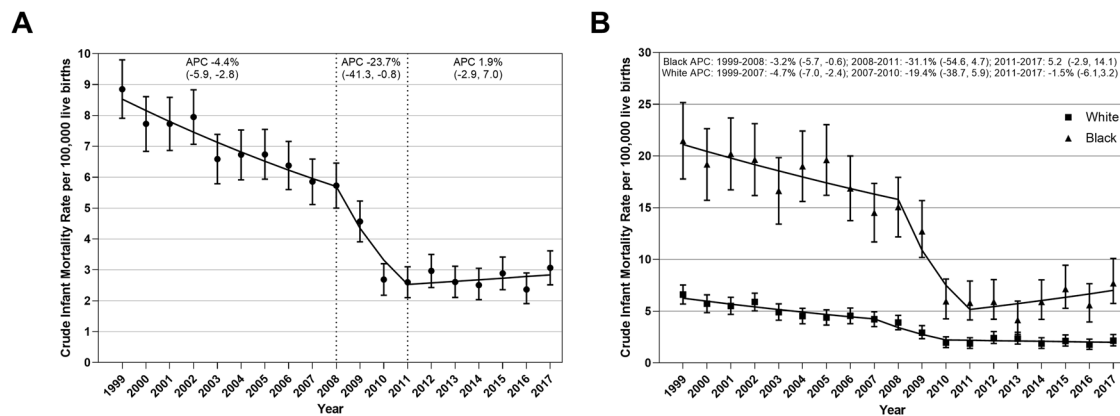 A
Crude Infant Mortality Rate per 100,000 live births
10
9
8
7
6
5
4
3
2
1
0
APC -4.4%
(-5.9, -2.8)
APC -23.7%
(-41.3, -0.8)
APC 1.9%
(-2.9, 7.0)
1999 2000 2001 2002 2003 2004 2005 2006 2007 2008 2009 2010 2011 2012 2013 2014 2015 2016 2017
Year
B
Crude Infant Mortality Rate per 100,000 live births
30
25
20
15
10
5
0
Black APC: 1999-2008: -3.2% (-5.7, -0.6); 2008-2011: -31.1% (-54.6, 4.7); 2011-2017: 5.2 (-2.9, 14.1)
White APC: 1999-2007: -4.7% (-7.0, -2.4); 2007-2010: -19.4% (-38.7, 5.9); 2011-2017: -1.5% (-6.1,3.2)
White
Black
1999 2000 2001 2002 2003 2004 2005 2006 2007 2008 2009 2010 2011 2012 2013 2014 2015 2016 2017
Year